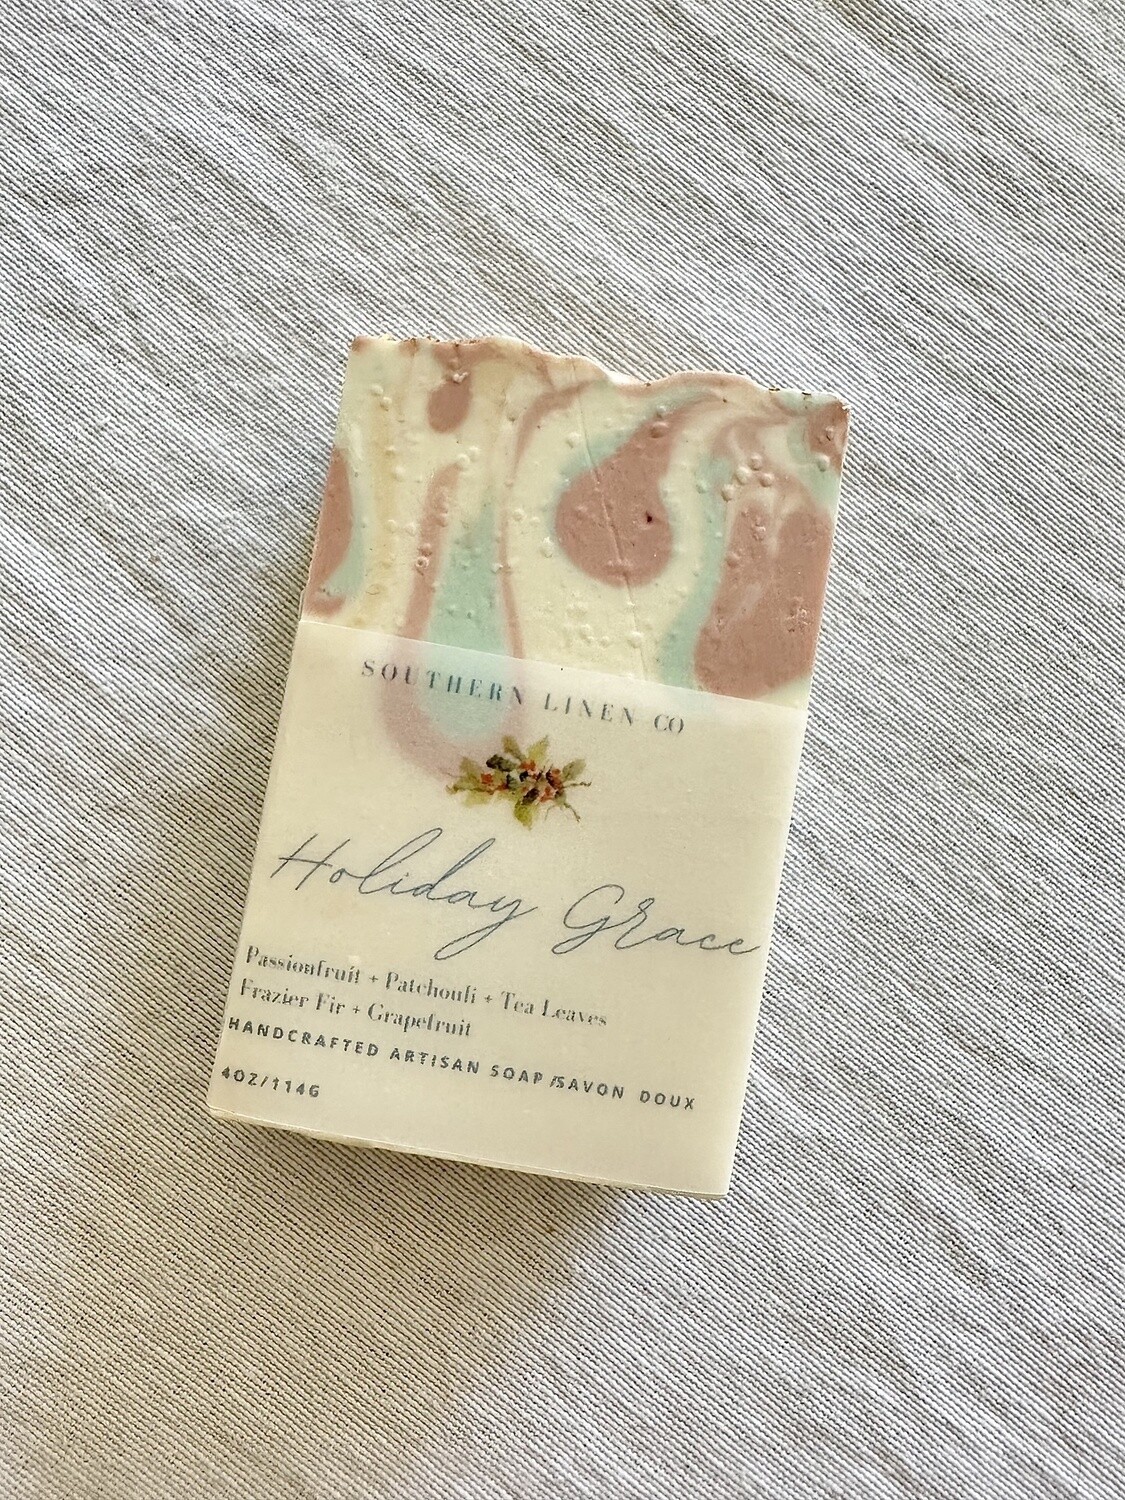 SOUTHERN LINEN CO
Holiday Grace
Passionfruit + Patchouli + Tea Leaves
Frazier Fir + Grapefruit
HANDCRAFTED ARTISAN SOAP/SAVON DOUX
4OZ/114G